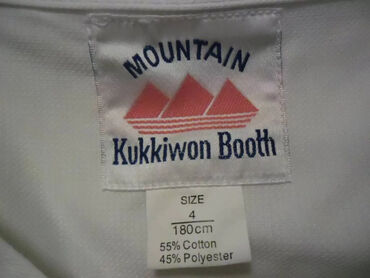 MOUNTAIN
Kukkiwon Booth
SIZE
4
180cm
55% Cotton
45% Polyester